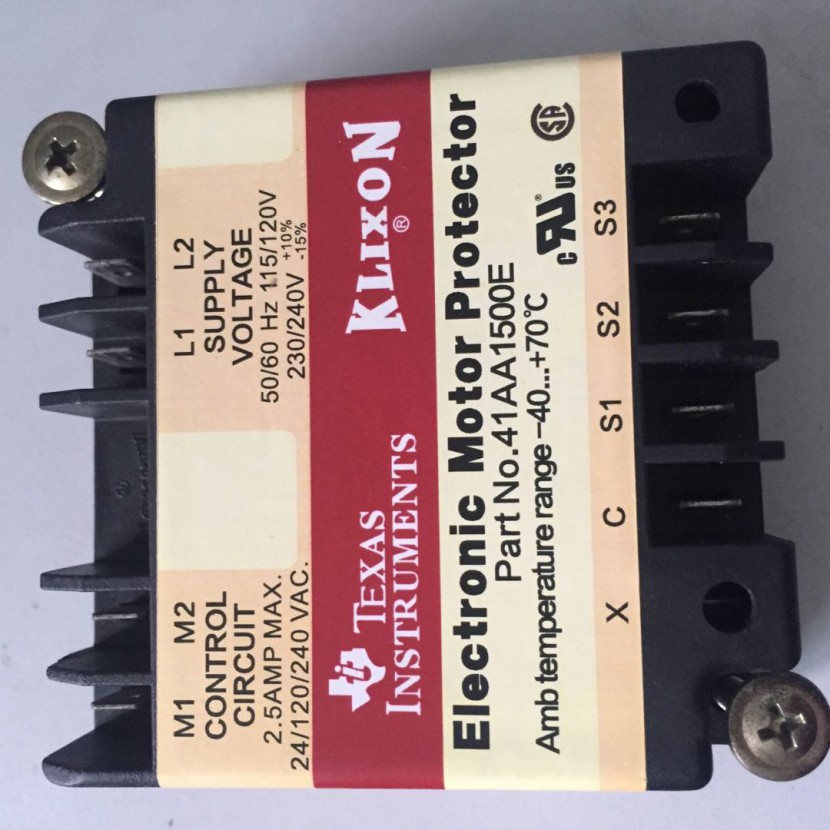 M1 M2 L1 L2
CONTROL
CIRCUIT
2.5AMP MAX.
24/120/240 VAC.
SUPPLY
VOLTAGE
50/60 Hz 115/120V
230/240V +10% -15%
TEXAS
INSTRUMENTS
KLIXON®
Electronic Motor Protector
Part No.41AA1500E
Amb temperature range -40...+70℃
c RU® US
SA
X C S1 S2 S3